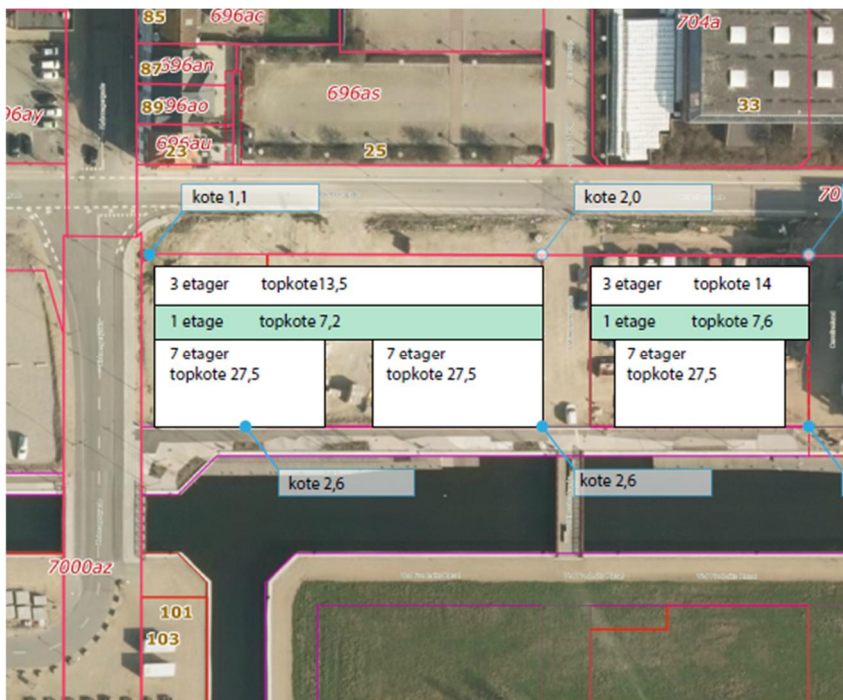 85
696ac
704a
87 696an
696as
96ay
89 96ao
33
696au
23
25
kote 1,1
kote 2,0
70
3 etager topkote13,5
3 etager topkote 14
1 etage topkote 7,2
1 etage topkote 7,6
7 etager
topkote 27,5
7 etager
topkote 27,5
7 etager
topkote 27,5
kote 2,6
kote 2,6
7000az
101
103